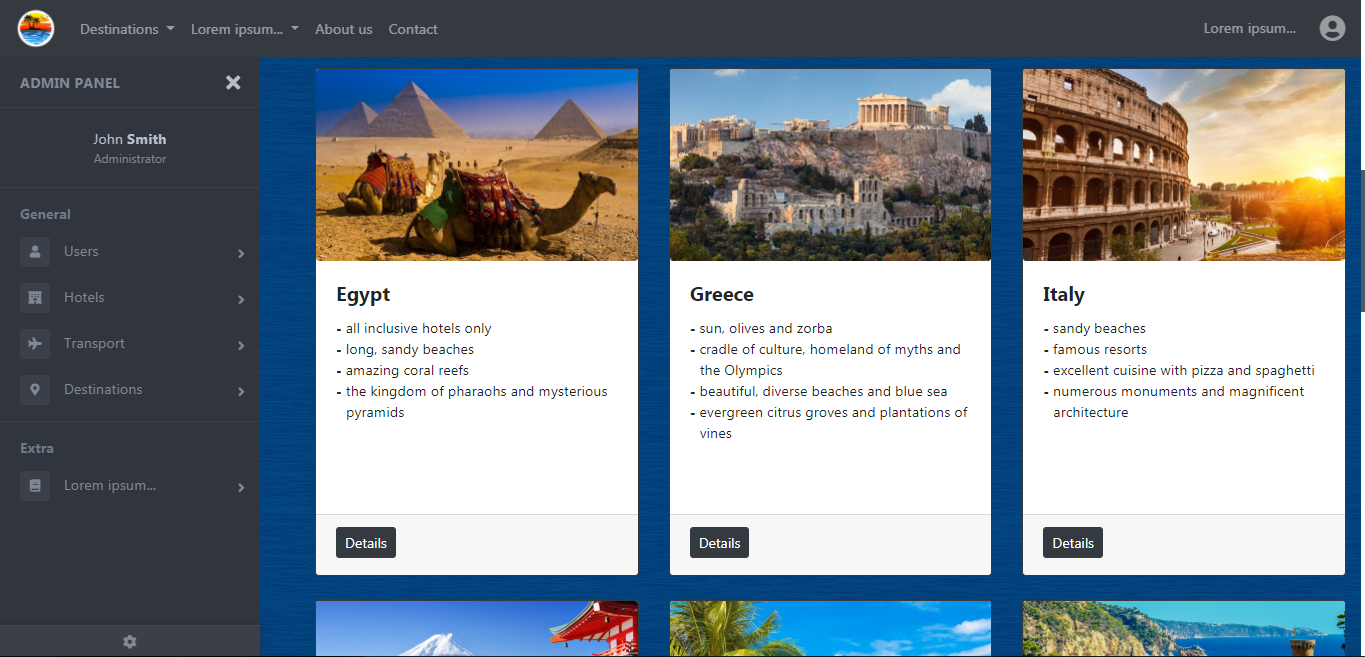 Destinations Lorem ipsum... About us Contact Lorem ipsum...
ADMIN PANEL
John Smith
Administrator
General
Users
Hotels
Transport
Destinations
Extra
Lorem ipsum...
Egypt
- all inclusive hotels only
- long, sandy beaches
- amazing coral reefs
- the kingdom of pharaohs and mysterious
pyramids
Details
Greece
- sun, olives and zorba
- cradle of culture, homeland of myths and
the Olympics
- beautiful, diverse beaches and blue sea
- evergreen citrus groves and plantations of
vines
Details
Italy
- sandy beaches
- famous resorts
- excellent cuisine with pizza and spaghetti
- numerous monuments and magnificent
architecture
Details